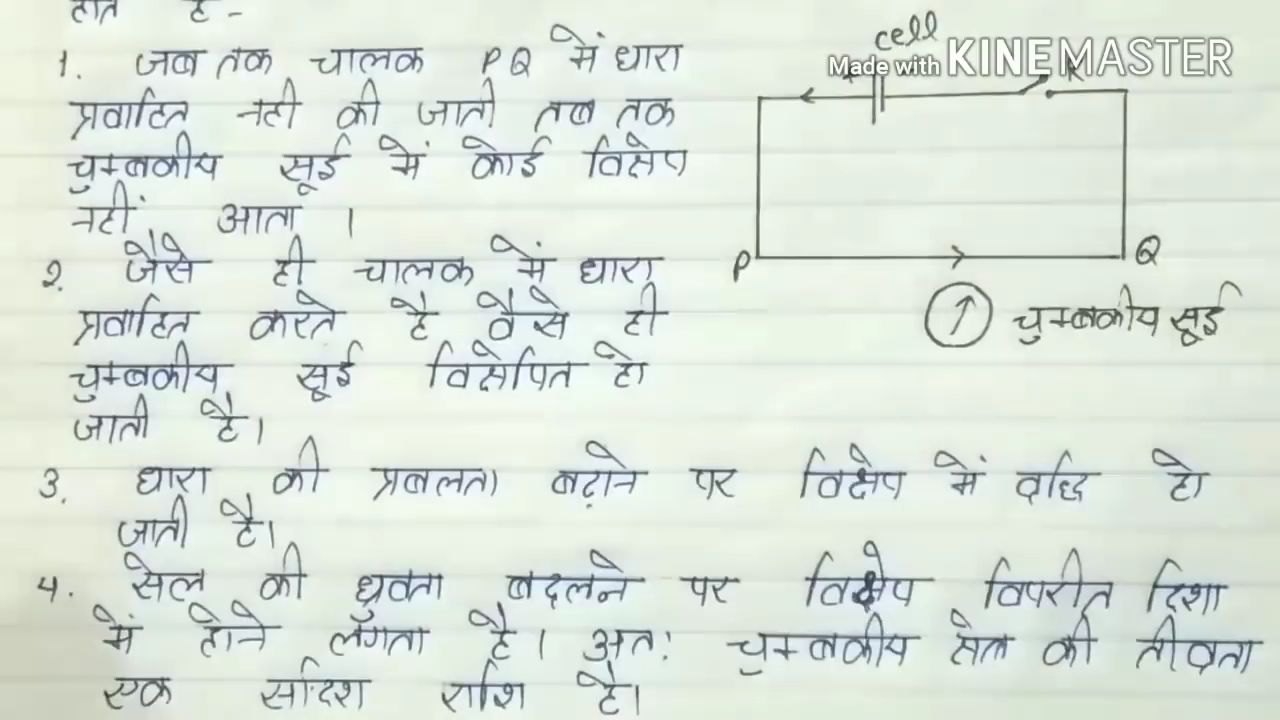 होते है -
cell
Made with KINEMASTER
1. जब तक चालक PQ में धारा
+ K
प्रवाहित नही की जाती तब तक
चुम्बकीय सूई में कोई विक्षेप
नहीं आता ।
P Q
2. जैसे ही चालक में धारा
प्रवाहित करते है वैसे ही
चुम्बकीय सूई
चुम्बकीय सूई विक्षेपित हो
जाती है।
3. धारा की प्रबलता बढ़ाने पर विक्षेप में वृद्धि हो
जाती है।
4. सेल की ध्रुवता बदलने पर विक्षेप विपरीत दिशा
में होने लगता है। अतः चुम्बकीय क्षेत्र की तीव्रता
एक सदिश राशि है।